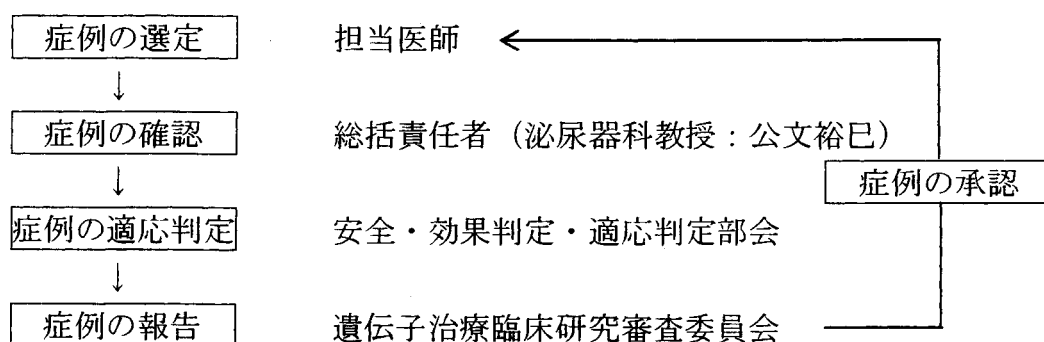 症例の選定 担当医師
↓
症例の確認 総括責任者(泌尿器科教授:公文裕巳)
↓
症例の承認
症例の適応判定 安全・効果判定・適応判定部会
↓
症例の報告 遺伝子治療臨床研究審査委員会